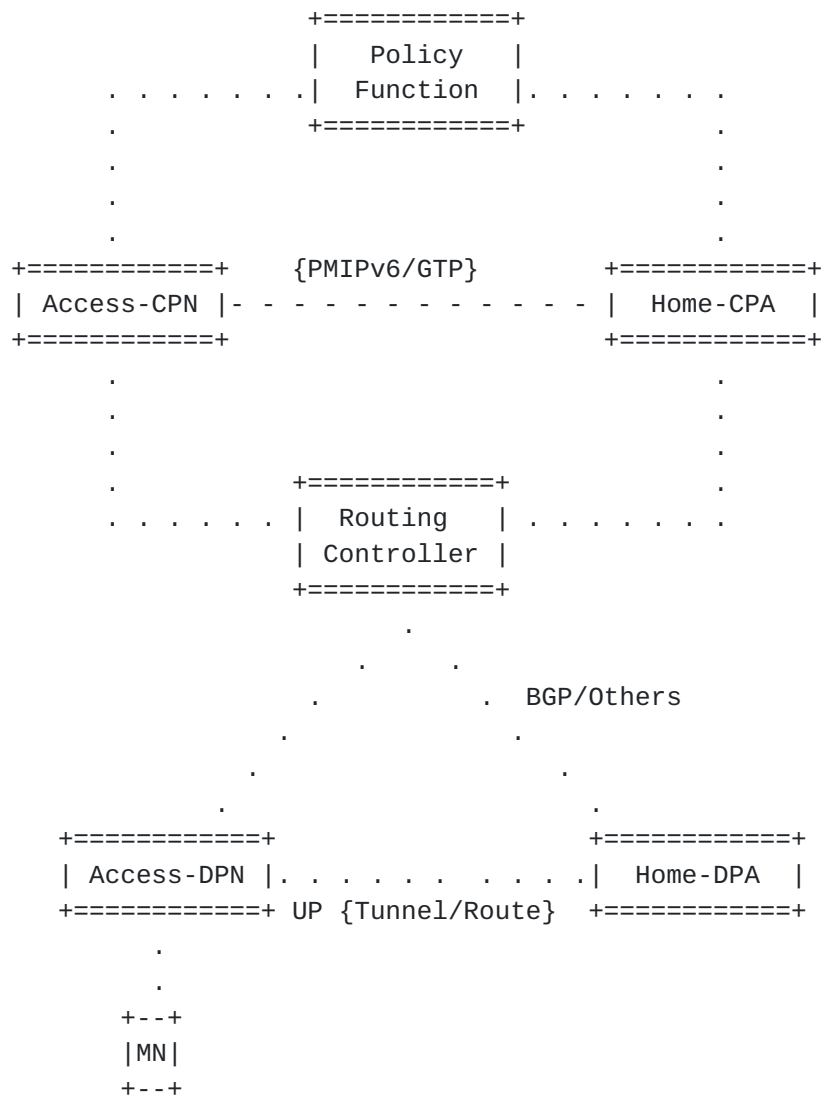 Policy
Function
{PMIPv6/GTP}
Access-CPN
Home-CPA
Routing
Controller
BGP/Others
Access-DPN
Home-DPA
UP {Tunnel/Route}
MN